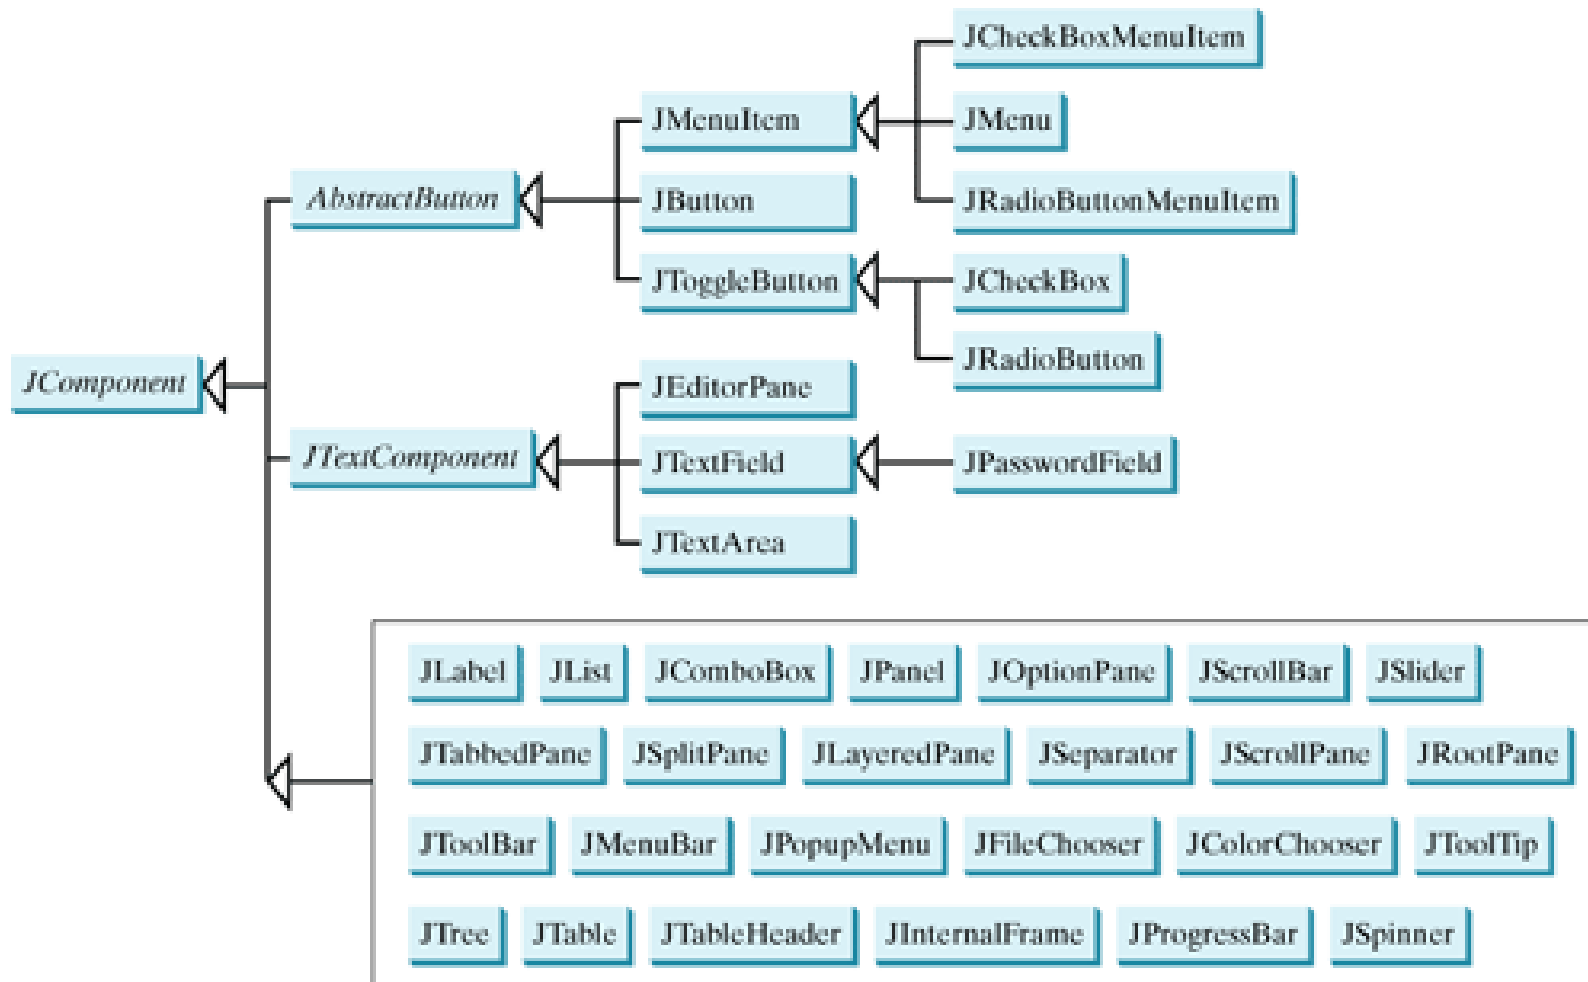 JCheckBoxMenuItem
JMenuItem
JMenu
AbstractButton
JButton
JRadioButtonMenuItem
JToggleButton
JCheckBox
JRadioButton
JComponent
JEditorPane
JTextComponent
JTextField
JPasswordField
JTextArea
JLabel JList JComboBox JPanel JOptionPane JScrollBar JSlider
JTabbedPane JSplitPane JLayeredPane JSeparator JScrollPane JRootPane
JToolBar JMenuBar JPopupMenu JFileChooser JColorChooser JToolTip
JTree JTable JTableHeader JInternalFrame JProgressBar JSpinner